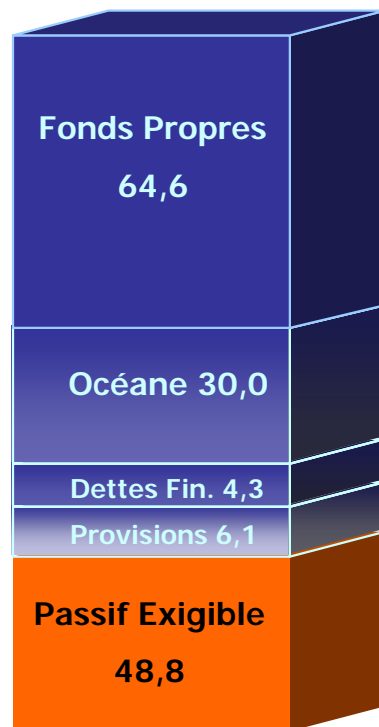 Fonds Propres
64,6
Océane 30,0
Dettes Fin. 4,3
Provisions 6,1
Passif Exigible
48,8